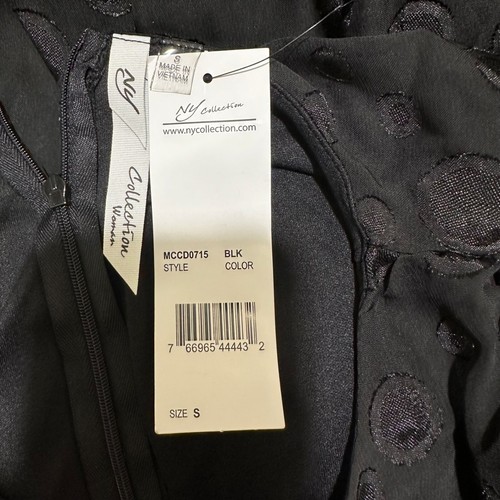 NY
Collection
Woman
S
MADE IN
VIETNAM
NY Collection
www.nycollection.com
MCCD0715 BLK
STYLE COLOR
7 66965 44443 2
SIZE S